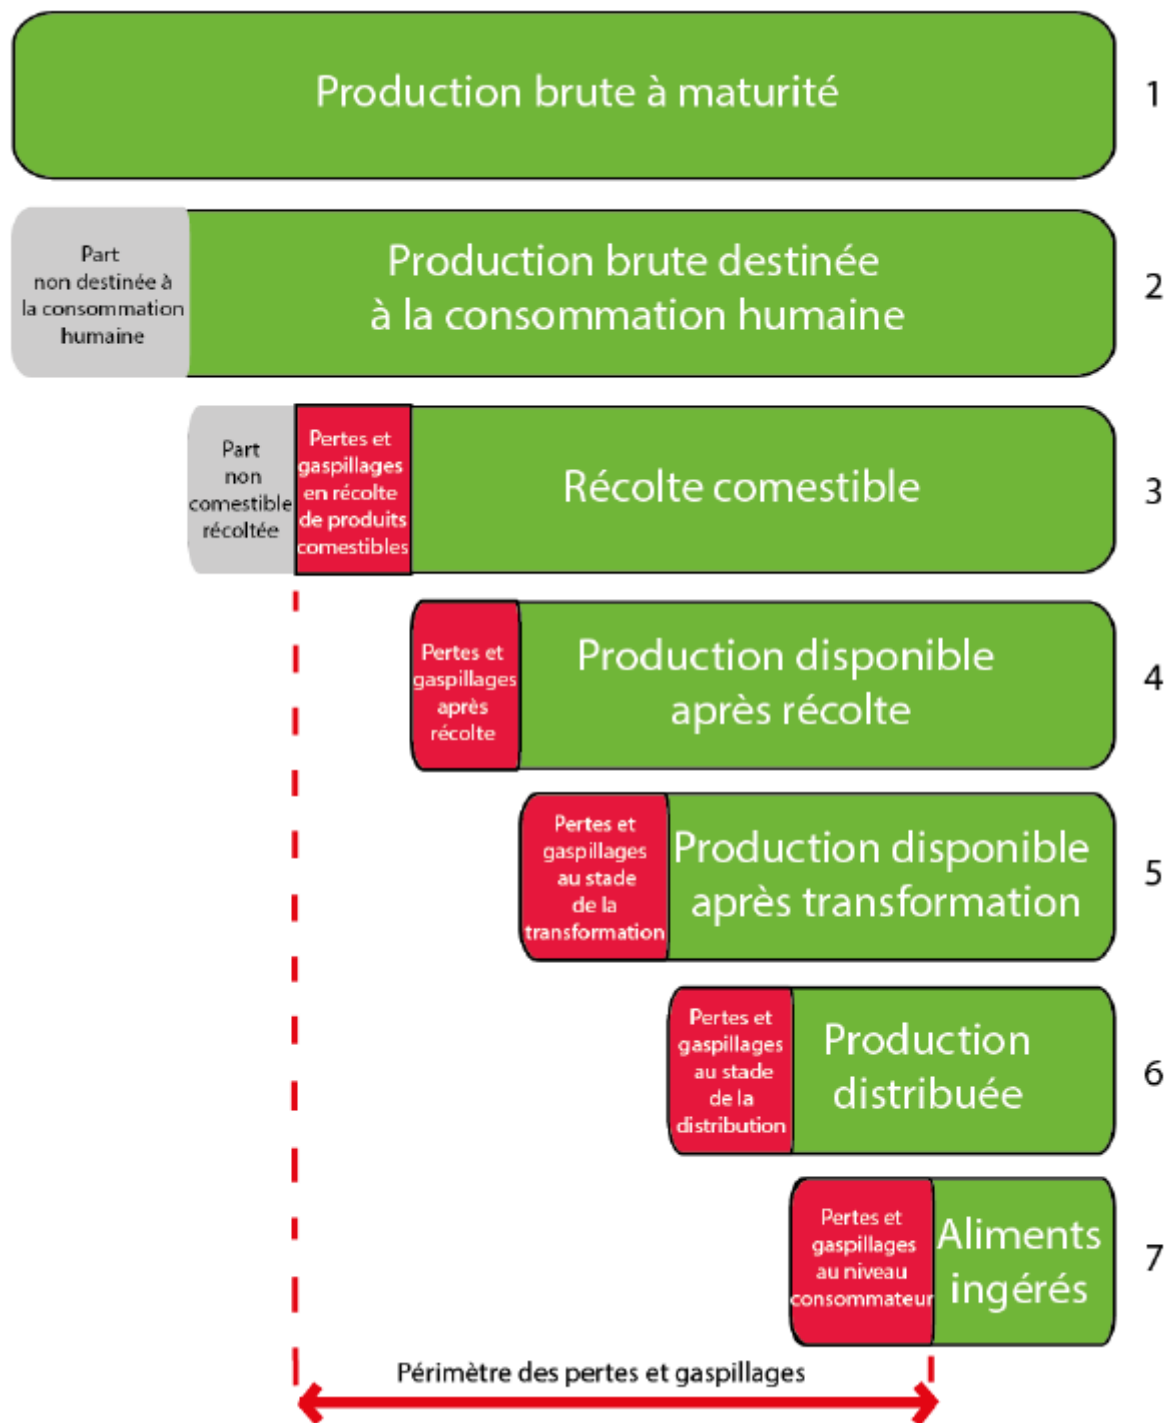 Production brute à maturité
1
Part
non destinée à
la consommation
humaine
Production brute destinée
à la consommation humaine
2
Part
non
comestible
récoltée
Pertes et
gaspillages
en récolte
de produits
comestibles
Récolte comestible
3
Pertes et
gaspillages
après
récolte
Production disponible
après récolte
4
Pertes et
gaspillages
au stade
de la
transformation
Production disponible
après transformation
5
Pertes et
gaspillages
au stade
de la
distribution
Production
distribuée
6
Pertes et
gaspillages
au niveau
consommateur
Aliments
ingérés
7
Périmètre des pertes et gaspillages